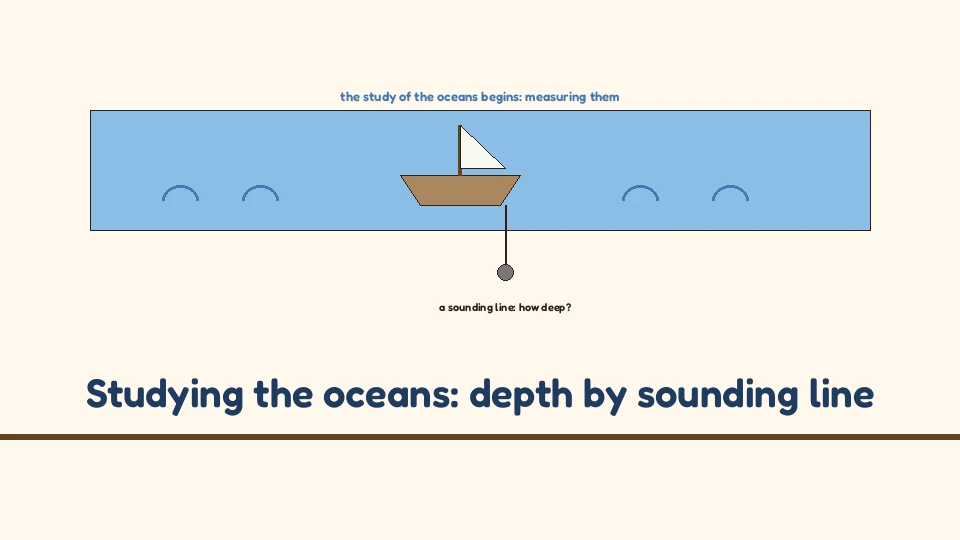 the study of the oceans begins: measuring them
a sounding line: how deep?
Studying the oceans: depth by sounding line